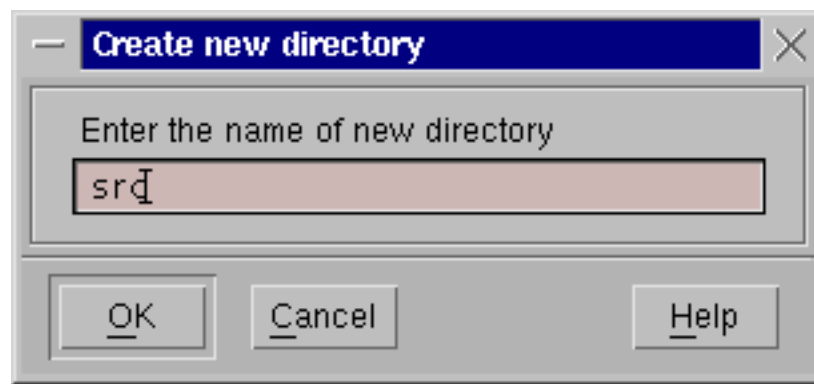 Create new directory
Enter the name of new directory
src
OK Cancel Help